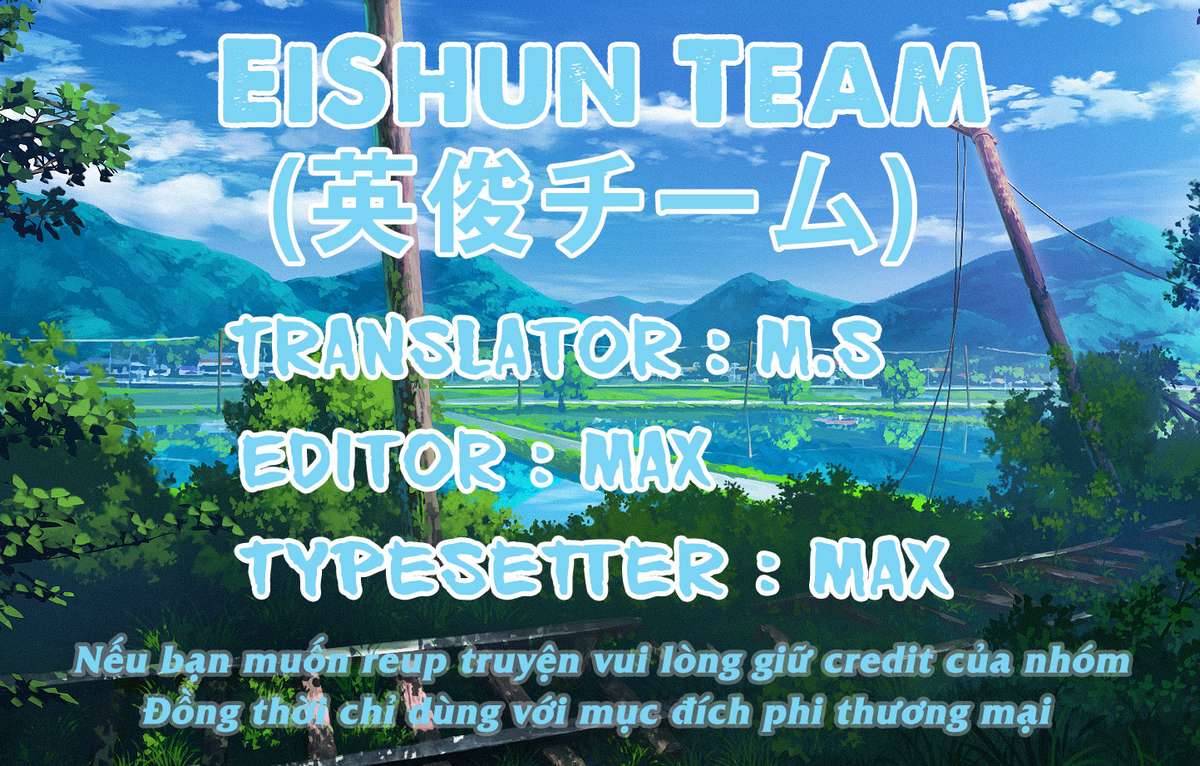 EISHUN TEAM
(英俊チーム)
TRANSLATOR : M.S
EDITOR : MAX
TYPESETTER : MAX
Nếu bạn muốn reup truyện vui lòng giữ credit của nhóm
Đồng thời chỉ dùng với mục đích phi thương mại